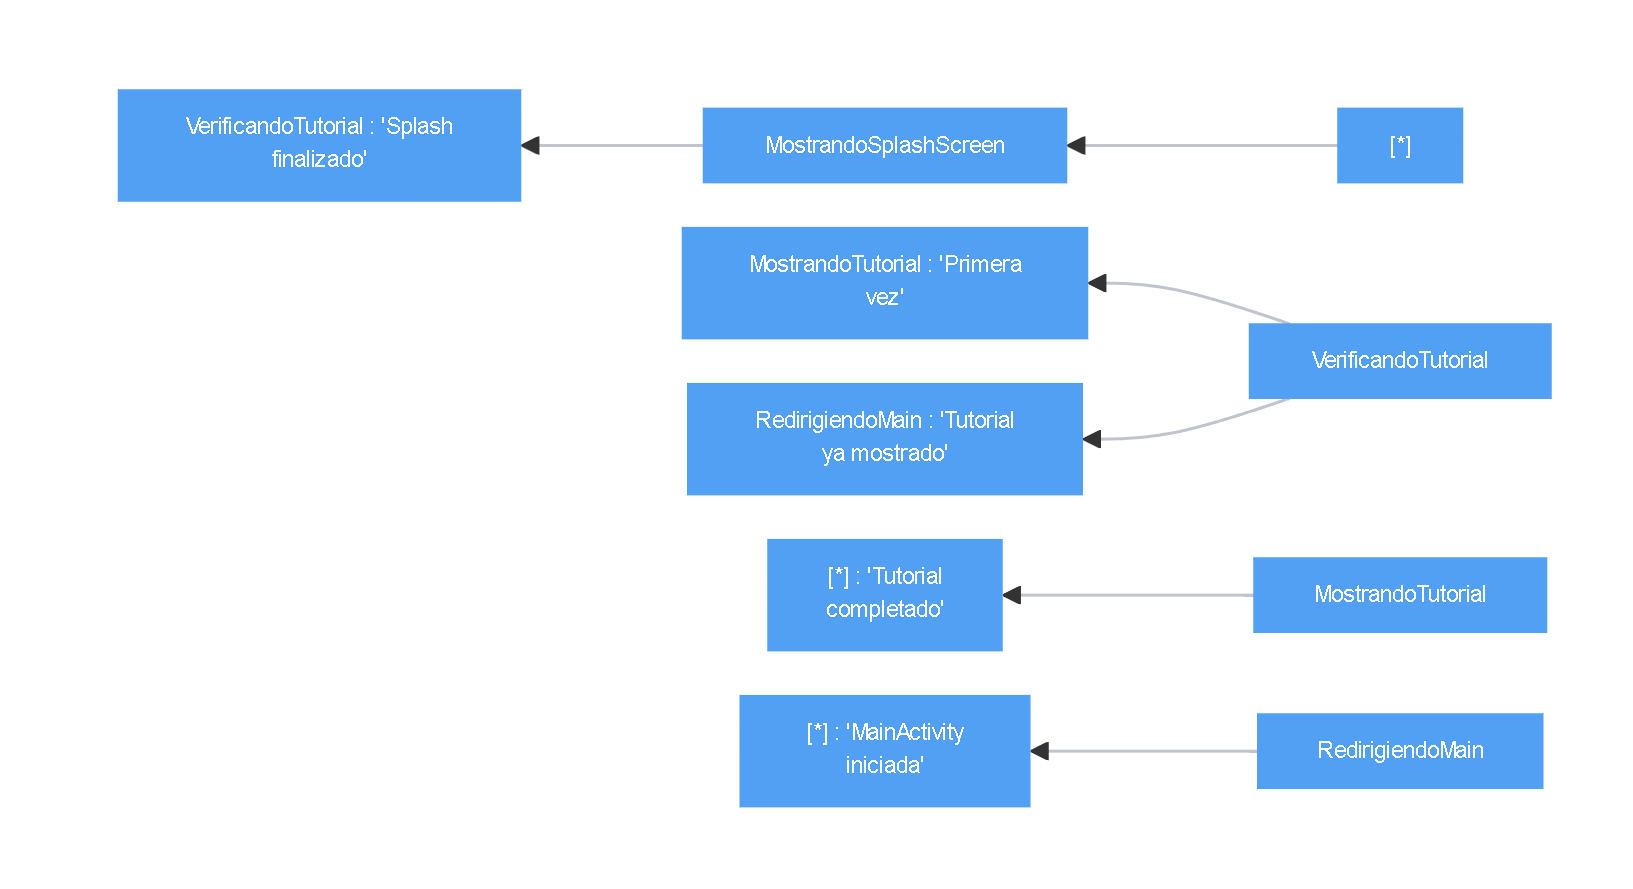 VerificandoTutorial : 'Splash
finalizado'
MostrandoSplashScreen
[*]
MostrandoTutorial : 'Primera
vez'
VerificandoTutorial
RedirigiendoMain : 'Tutorial
ya mostrado'
[*] : 'Tutorial
completado'
MostrandoTutorial
[*] : 'MainActivity
iniciada'
RedirigiendoMain